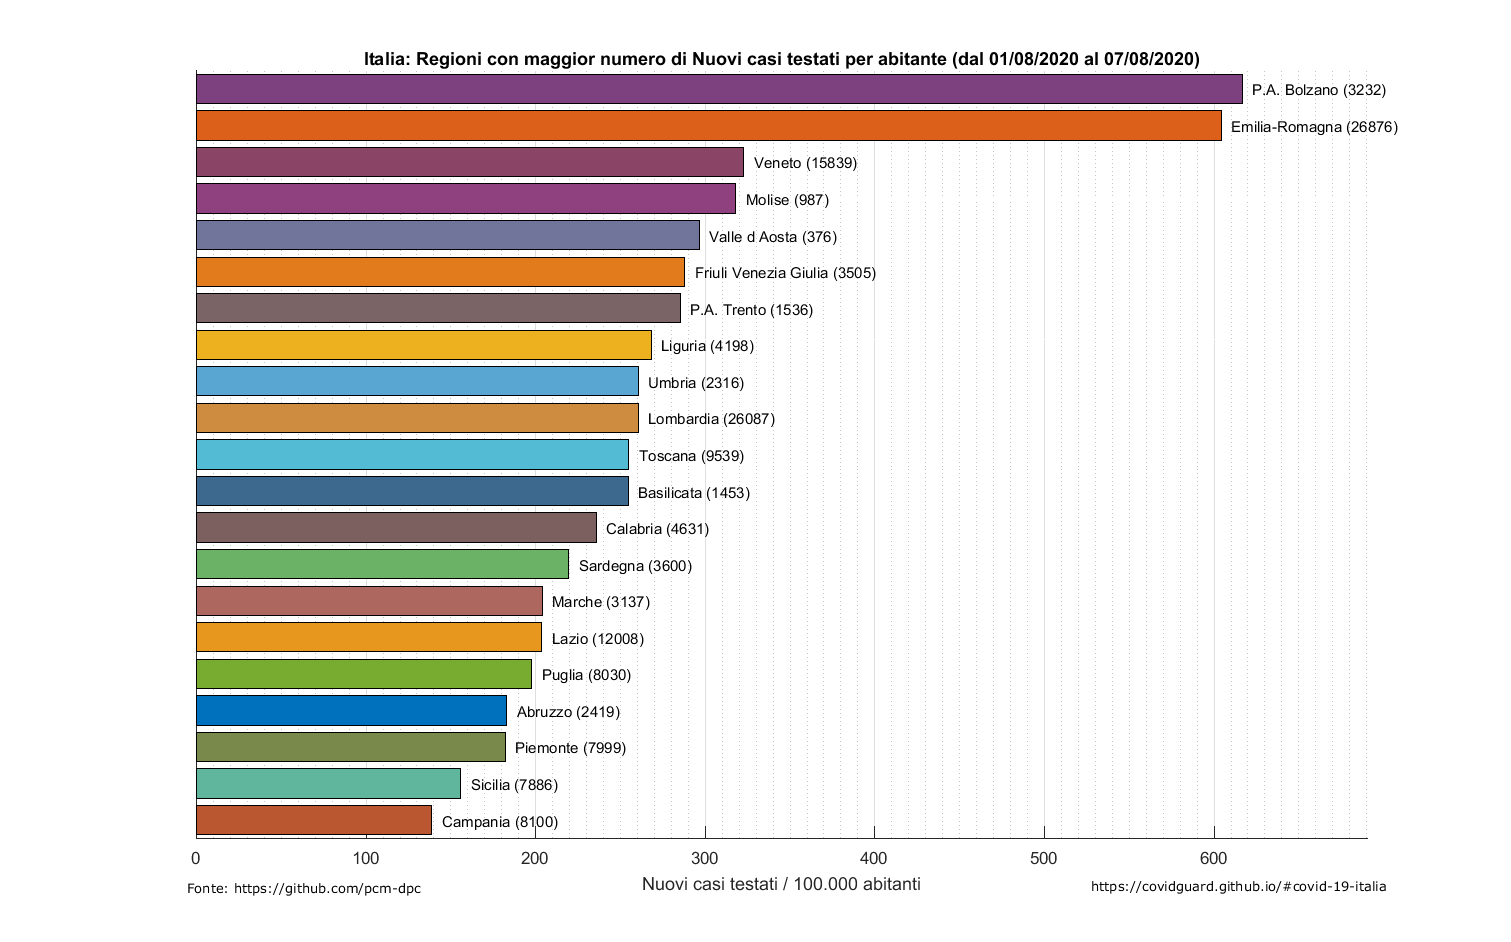 Italia: Regioni con maggior numero di Nuovi casi testati per abitante (dal 01/08/2020 al 07/08/2020)
P.A. Bolzano (3232)
Emilia-Romagna (26876)
Veneto (15839)
Molise (987)
Valle d Aosta (376)
Friuli Venezia Giulia (3505)
P.A. Trento (1536)
Liguria (4198)
Umbria (2316)
Lombardia (26087)
Toscana (9539)
Basilicata (1453)
Calabria (4631)
Sardegna (3600)
Marche (3137)
Lazio (12008)
Puglia (8030)
Abruzzo (2419)
Piemonte (7999)
Sicilia (7886)
Campania (8100)
0 100 200 300 400 500 600
Nuovi casi testati / 100.000 abitanti
Fonte: https://github.com/pcm-dpc
https://covidguard.github.io/#covid-19-italia